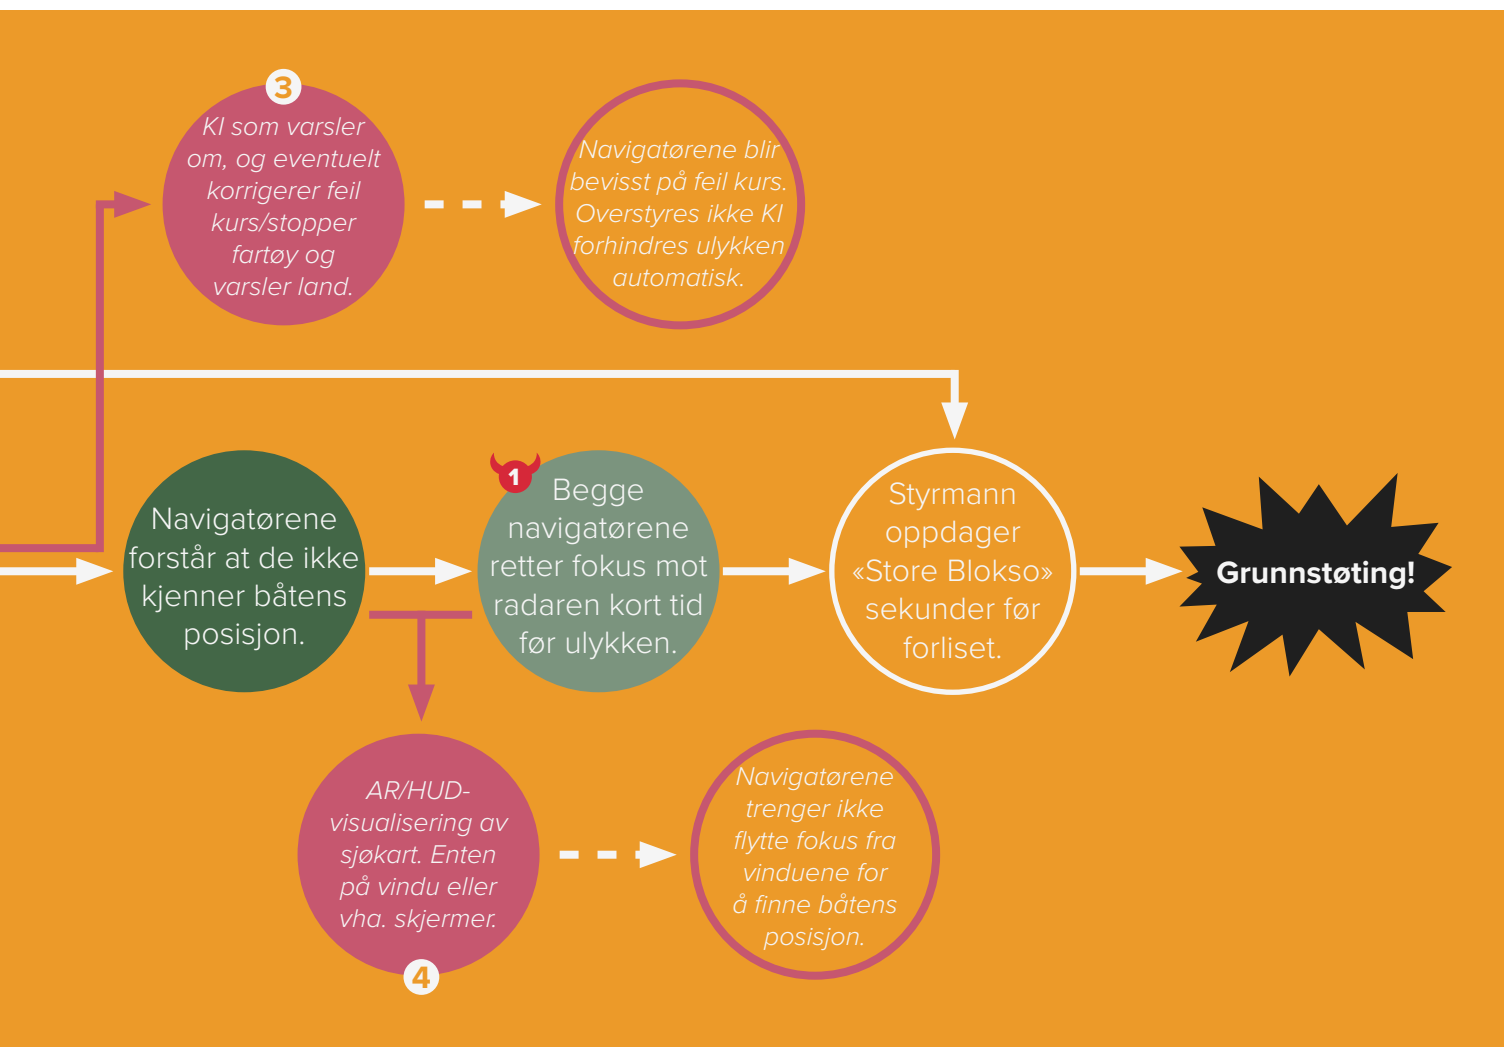 3
KI som varsler
om, og eventuelt
korrigerer feil
kurs/stopper
fartøy og
varsler land.
Navigatørene blir
bevisst på feil kurs.
Overstyres ikke KI
forhindres ulykken
automatisk.
Navigatørene
forstår at de ikke
kjenner båtens
posisjon.
1
Begge
navigatørene
retter fokus mot
radaren kort tid
før ulykken.
Styrmann
oppdager
«Store Blokso»
sekunder før
forliset.
Grunnstøting!
AR/HUD-
visualisering av
sjøkart. Enten
på vindu eller
vha. skjermer.
4
Navigatørene
trenger ikke
flytte fokus fra
vinduene for
å finne båtens
posisjon.